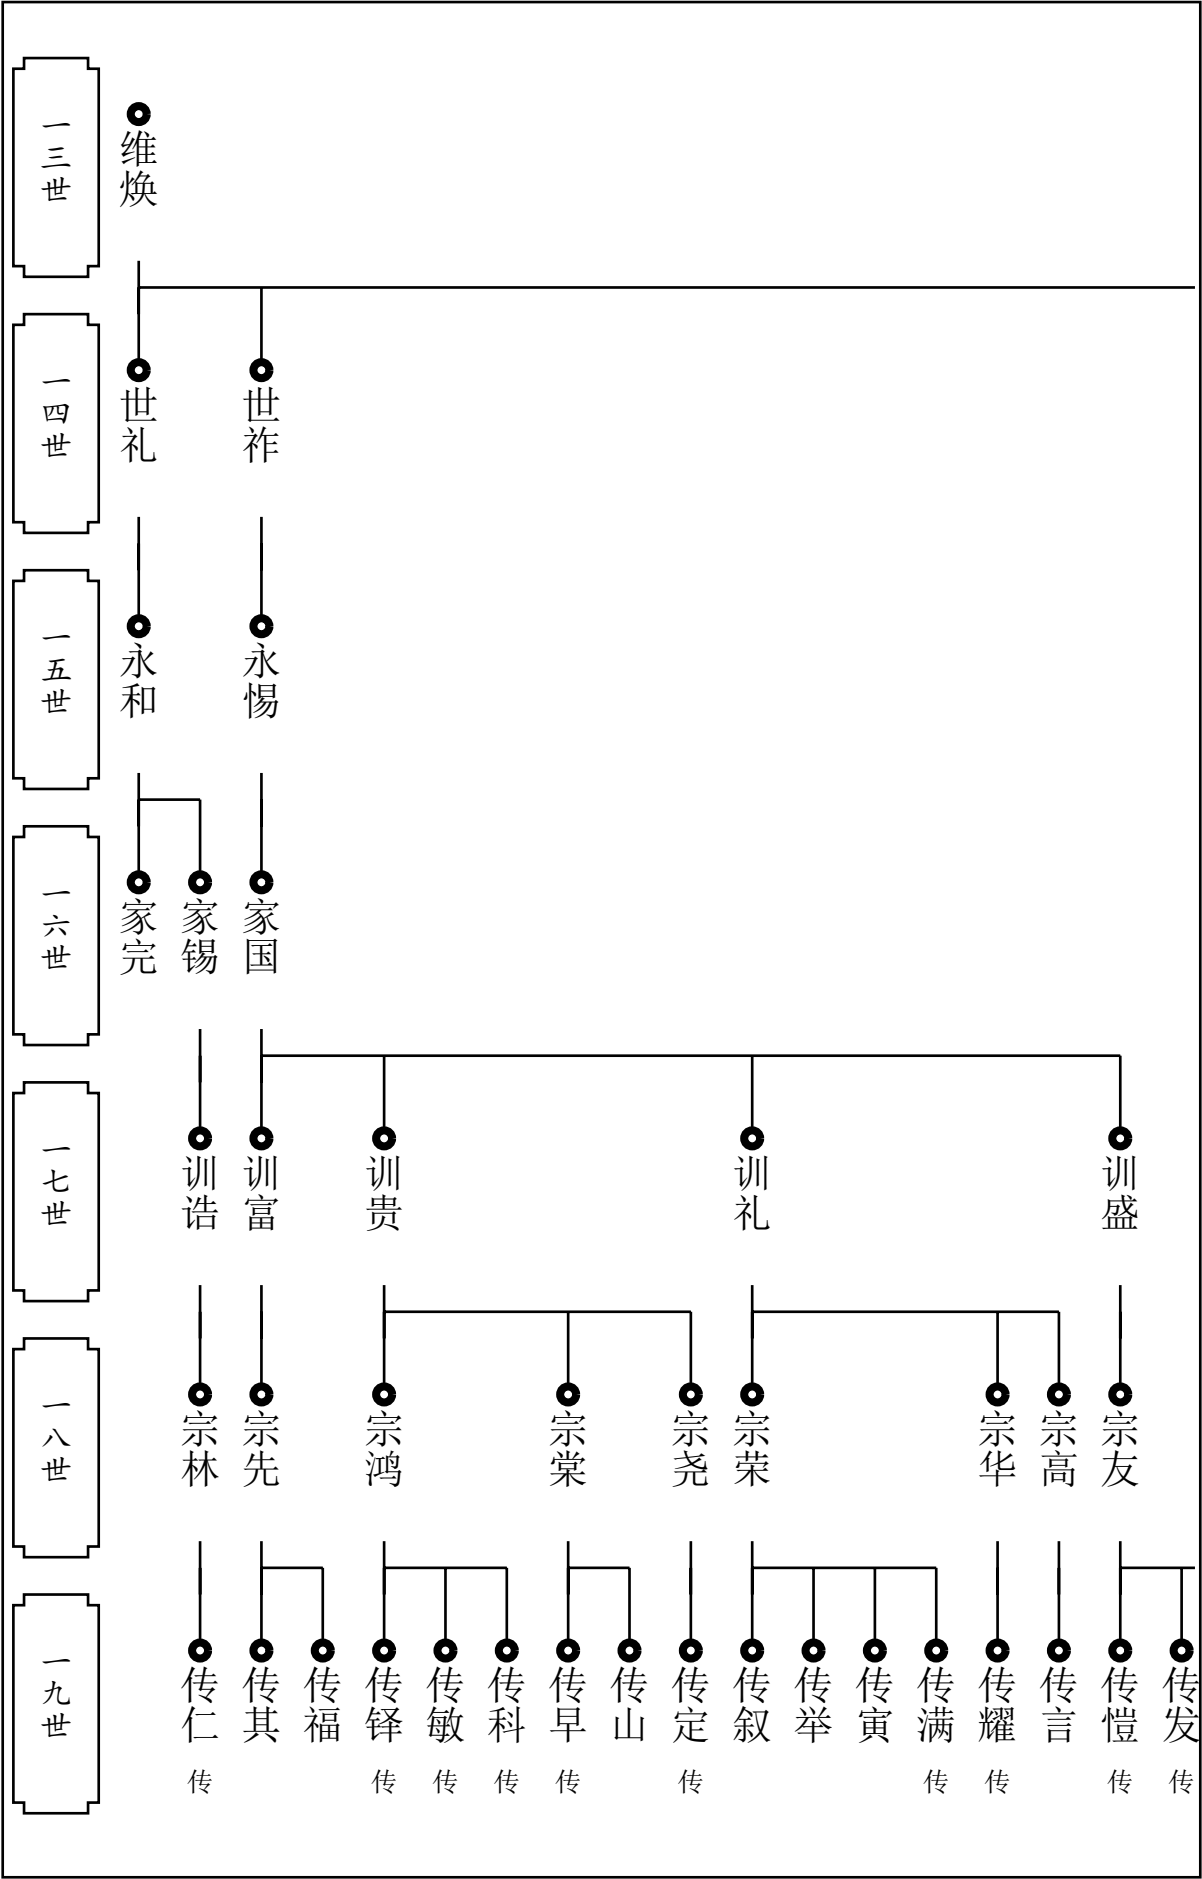 一三世
维焕
一四世
世礼
世祚
一五世
永和
永惕
一六世
家完
家锡
家国
一七世
训诰
训富
训贵
训礼
训盛
一八世
宗林
宗先
宗鸿
宗棠
宗尧
宗荣
宗华
宗高
宗友
一九世
传仁
传其
传福
传铎
传敏
传科
传早
传山
传定
传叙
传举
传寅
传满
传耀
传言
传恺
传发
传
传
传
传
传
传
传
传
传
传